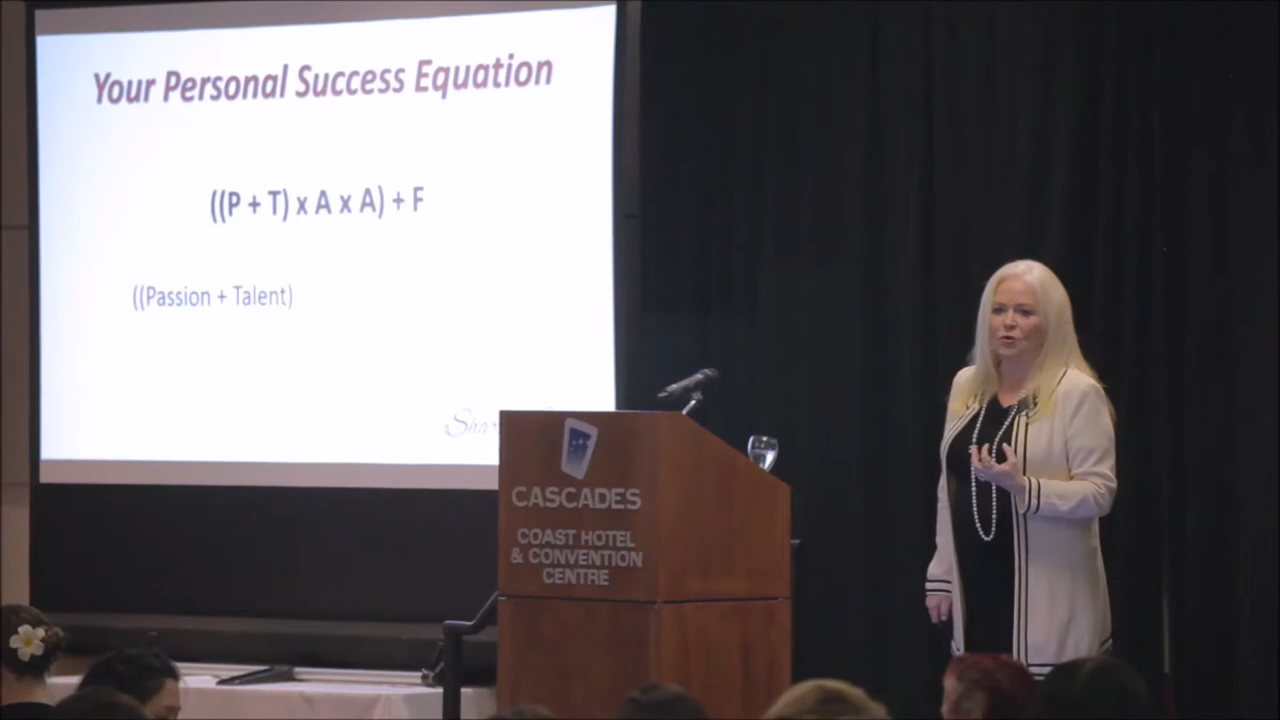 Your Personal Success Equation
((P + T) x A x A) + F
((Passion + Talent)
CASCADES
COAST HOTEL
& CONVENTION
CENTRE